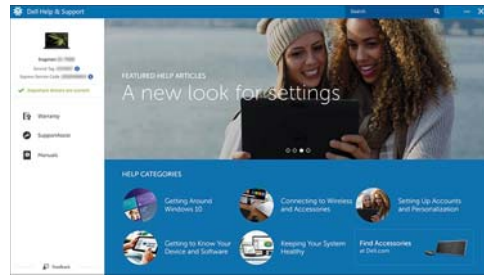 Dell Help & Support
Search
Inspiron
Service Tag:
Express Service Code:
Important drivers are current
Warranty
SupportAssist
Manuals
Feedback
FEATURED HELP ARTICLES
A new look for settings
HELP CATEGORIES
Getting Around
Windows 10
Connecting to Wireless
and Accessories
Setting Up Accounts
and Personalization
Getting to Know Your
Device and Software
Keeping Your System
Healthy
Find Accessories
at Dell.com